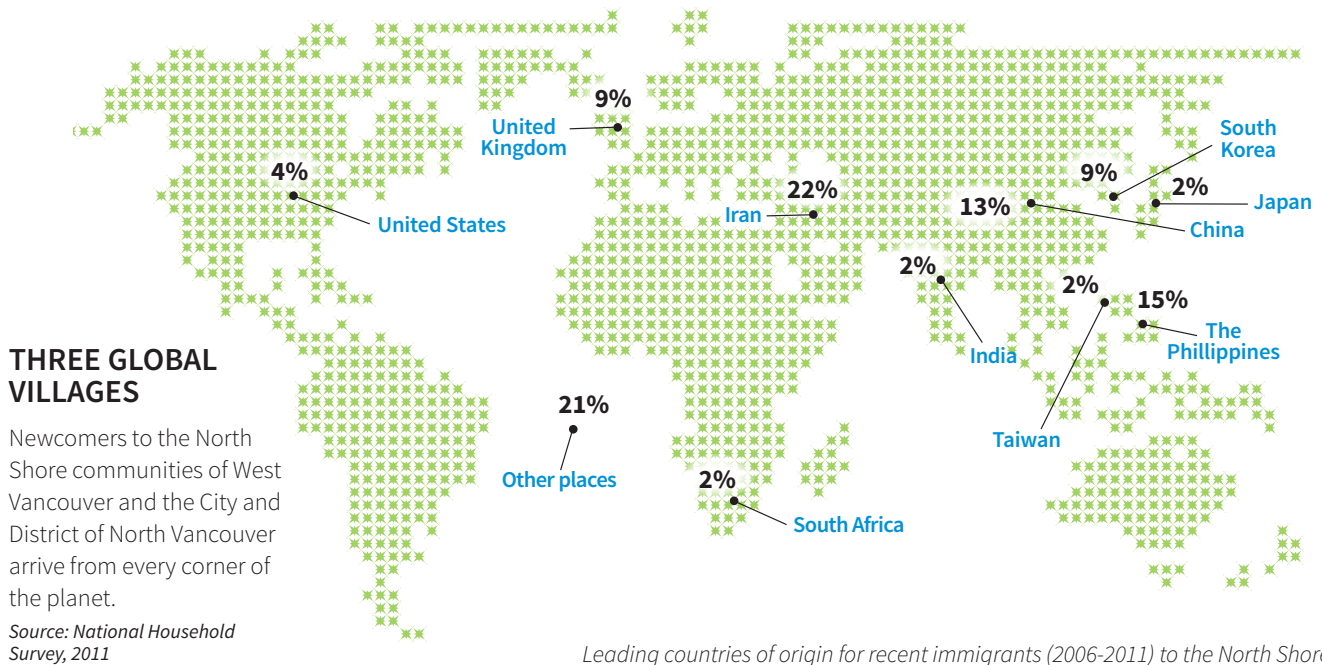 9%
United
Kingdom
4%
United States
22%
Iran
9%
South
Korea
2%
Japan
13%
China
2%
India
2%
Taiwan
15%
The
Phillippines
21%
Other places
2%
South Africa
THREE GLOBAL
VILLAGES
Newcomers to the North
Shore communities of West
Vancouver and the City and
District of North Vancouver
arrive from every corner of
the planet.
Source: National Household
Survey, 2011
Leading countries of origin for recent immigrants (2006-2011) to the North Shore